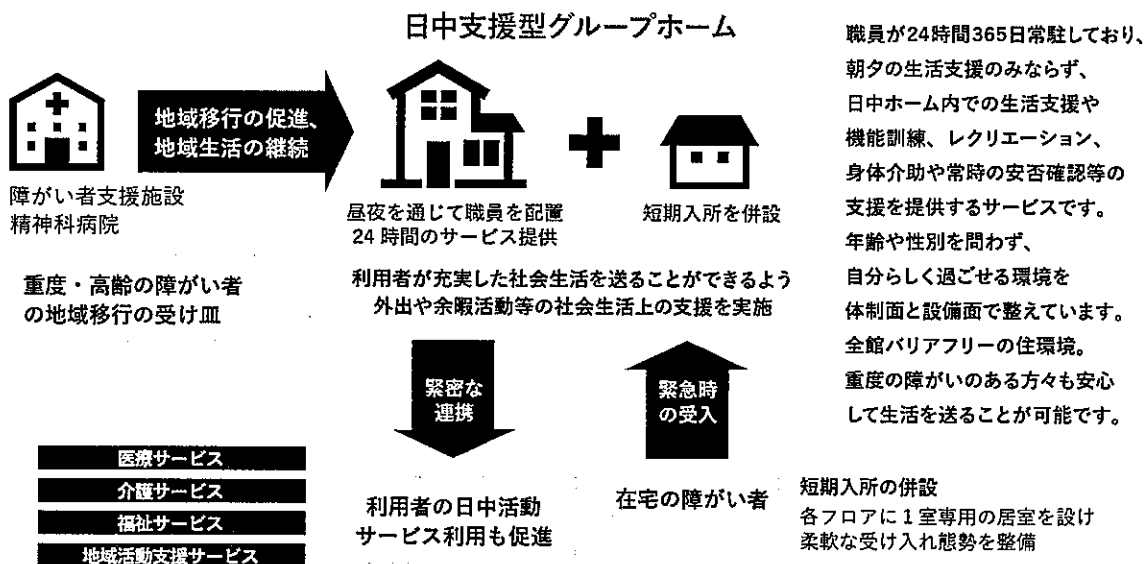 日中支援型グループホーム
地域移行の促進、
地域生活の継続
障がい者支援施設
精神科病院
昼夜を通じて職員を配置
24時間のサービス提供
短期入所を併設
重度・高齢の障がい者
の地域移行の受け皿
利用者が充実した社会生活を送ることができるよう
外出や余暇活動等の社会生活上の支援を実施
緊密な
連携
緊急時
の受入
医療サービス
介護サービス
福祉サービス
地域活動支援サービス
利用者の日中活動
サービス利用も促進
在宅の障がい者
職員が24時間365日常駐しており、
朝夕の生活支援のみならず、
日中ホーム内での生活支援や
機能訓練、レクリエーション、
身体介助や常時の安否確認等の
支援を提供するサービスです。
年齢や性別を問わず、
自分らしく過ごせる環境を
体制面と設備面で整えています。
全館バリアフリーの住環境。
重度の障がいのある方々も安心
して生活を送ることが可能です。
短期入所の併設
各フロアに1室専用の居室を設け
柔軟な受け入れ態勢を整備